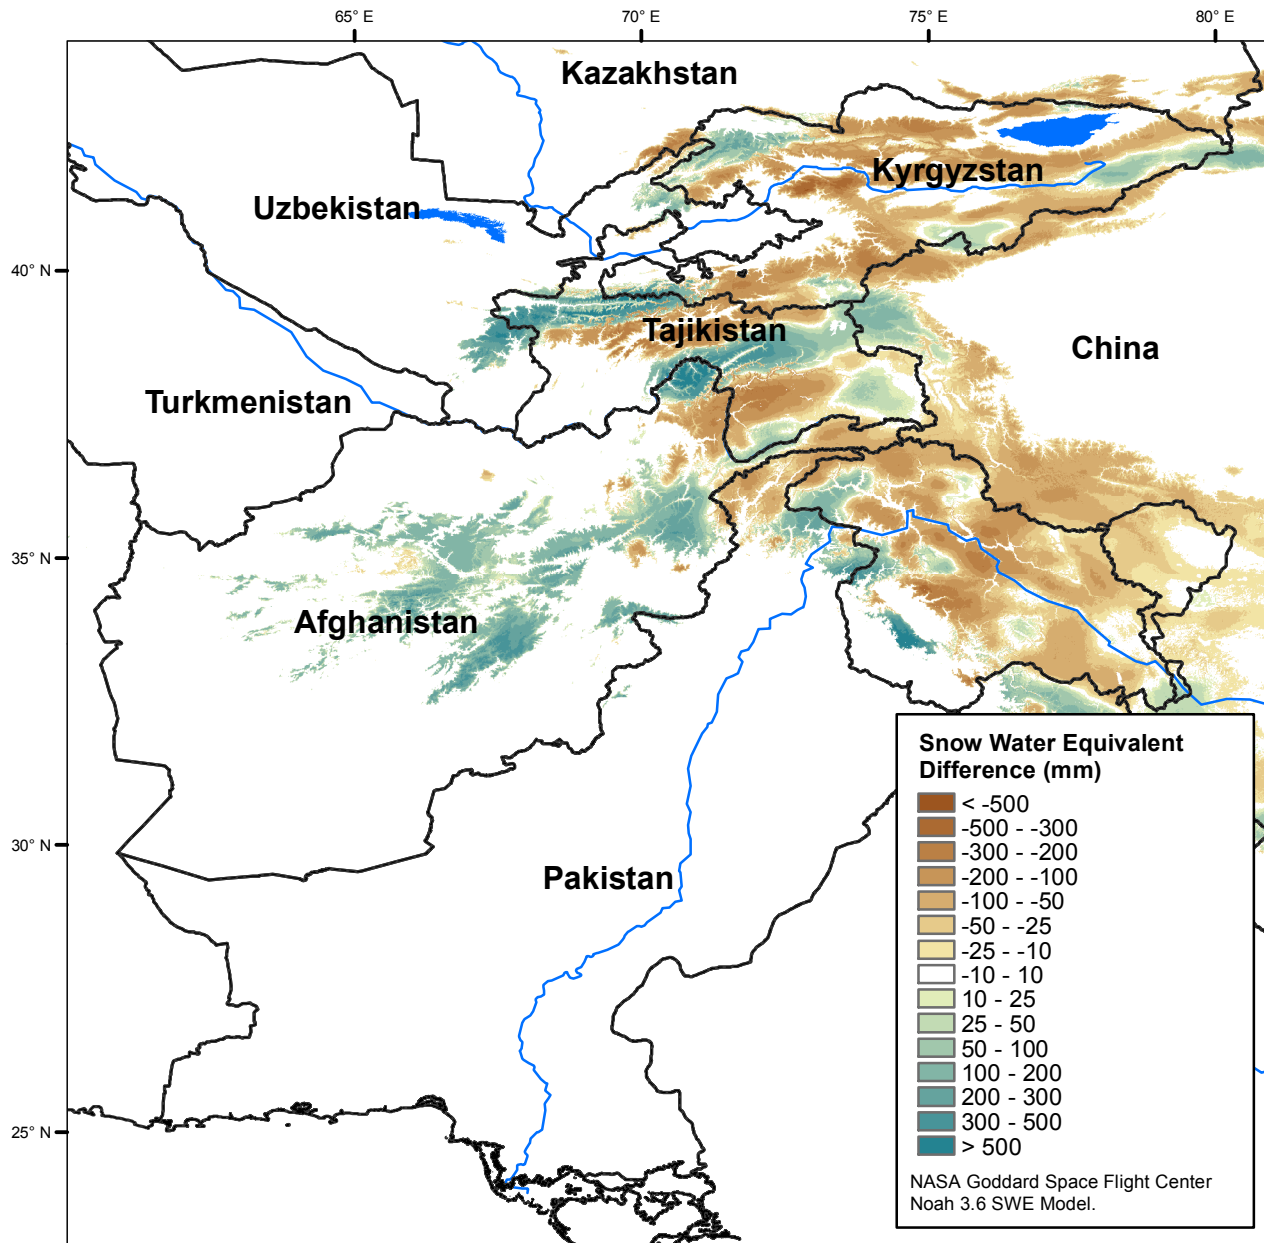 65° E
70° E
75° E
80° E
Kazakhstan
Kyrgyzstan
Uzbekistan
40° N
Tajikistan
China
Turkmenistan
35° N
Afghanistan
Snow Water Equivalent
Difference (mm)
< -500
-500 - -300
-300 - -200
-200 - -100
-100 - -50
-50 - -25
-25 - -10
-10 - 10
10 - 25
25 - 50
50 - 100
100 - 200
200 - 300
300 - 500
> 500
NASA Goddard Space Flight Center
Noah 3.6 SWE Model.
30° N
Pakistan
25° N